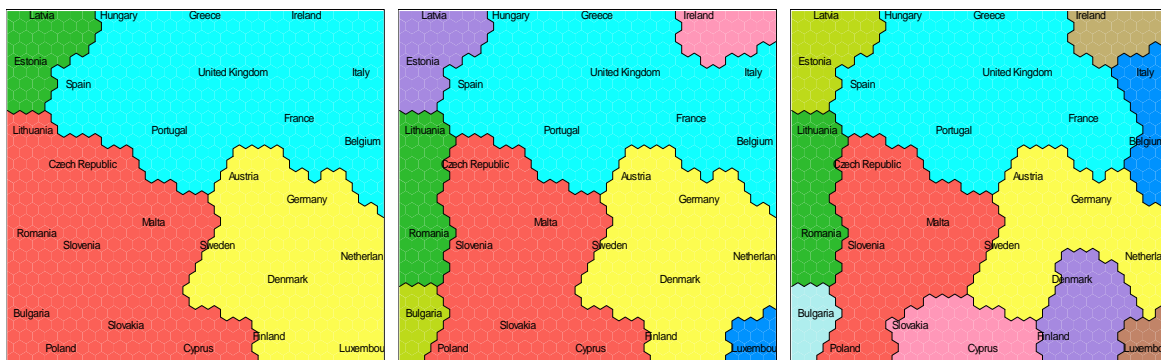 Latvia Hungary Greece Ireland
Estonia
Spain United Kingdom Italy
Lithuania Portugal France
Belgium
Czech Republic
Austria
Germany
Malta
Romania
Slovenia Sweden
Netherlan
Denmark
Bulgaria
Slovakia
Finland
Poland Cyprus Luxembou
Latvia Hungary Greece Ireland
Estonia
Spain United Kingdom Italy
Lithuania Portugal France
Belgium
Czech Republic
Austria
Germany
Malta
Romania
Slovenia Sweden
Netherlan
Denmark
Bulgaria
Slovakia
Finland
Poland Cyprus Luxembou
Latvia Hungary Greece Ireland
Estonia
Spain United Kingdom Italy
Lithuania Portugal France
Belgium
Czech Republic
Austria
Germany
Malta
Romania
Slovenia Sweden
Netherla
Denmark
Bulgaria
Slovakia
Finland
Poland Cyprus Luxembo